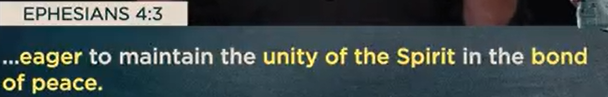 EPHESIANS 4:3
...eager to maintain the unity of the Spirit in the bond
of peace.